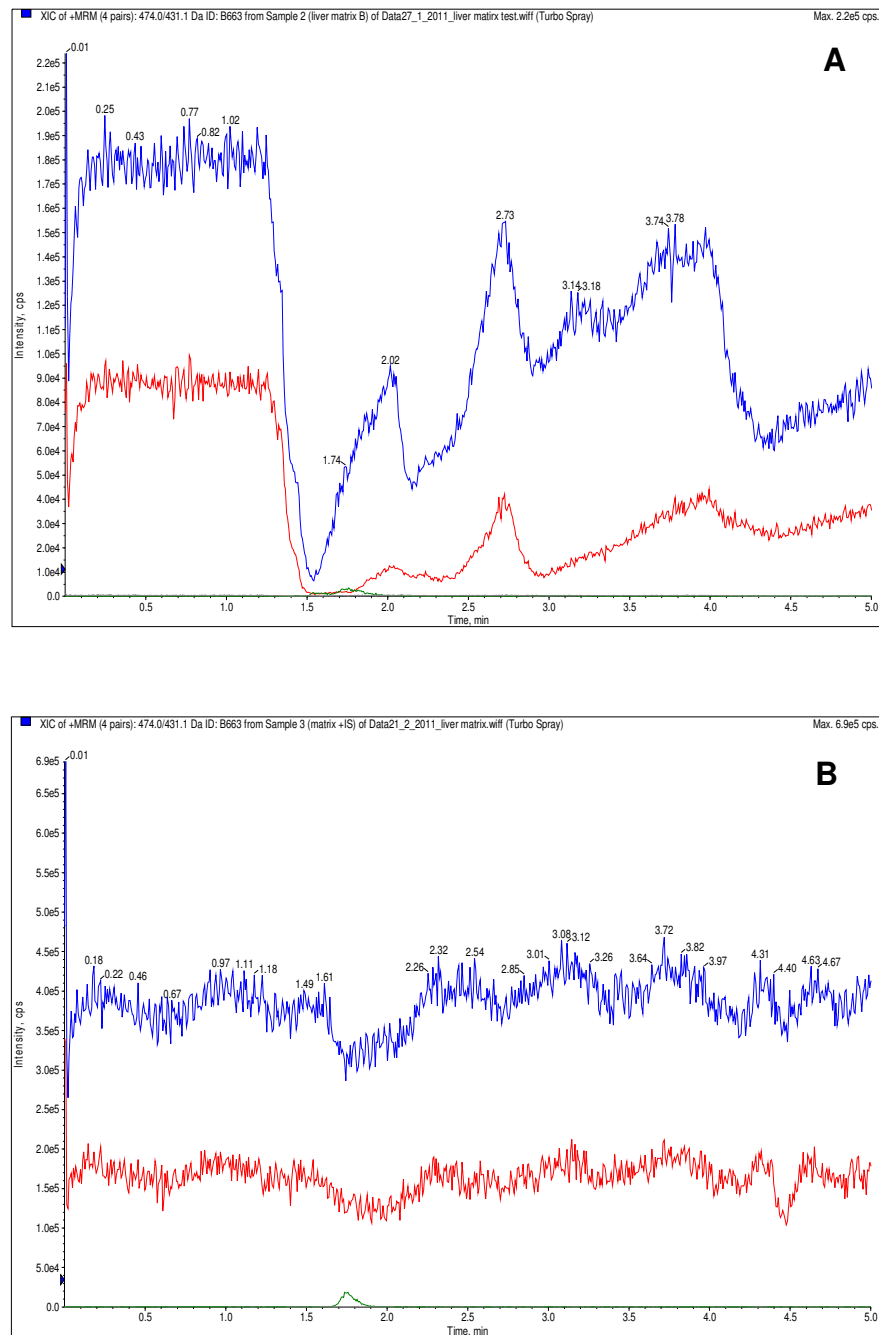 XIC of +MRM (4 pairs): 474.0/431.1 Da ID: B663 from Sample 2 (liver matrix B) of Data27_1_2011_liver matirx test.wiff (Turbo Spray) Max. 2.2e5 cps.
A
0.01
2.2e5
2.1e5
2.0e5
1.9e5
1.8e5
1.7e5
1.6e5
1.5e5
1.4e5
1.3e5
1.2e5
1.1e5
1.0e5
9.0e4
8.0e4
7.0e4
6.0e4
5.0e4
4.0e4
3.0e4
2.0e4
1.0e4
0.0
Intensity, cps
0.25
0.43
0.77
0.82
1.02
1.74
2.02
2.73
3.14
3.18
3.74
3.78
0.5 1.0 1.5 2.0 2.5 3.0 3.5 4.0 4.5 5.0
Time, min
XIC of +MRM (4 pairs): 474.0/431.1 Da ID: B663 from Sample 3 (matrix +IS) of Data21_2_2011_liver matrix.wiff (Turbo Spray) Max. 6.9e5 cps.
B
0.01
6.9e5
6.5e5
6.0e5
5.5e5
5.0e5
4.5e5
4.0e5
3.5e5
3.0e5
2.5e5
2.0e5
1.5e5
1.0e5
5.0e4
0.0
Intensity, cps
0.18
0.22
0.46
0.67
0.97
1.11
1.18
1.49
1.61
2.26
2.32
2.54
2.85
3.01
3.08
3.12
3.26
3.64
3.72
3.82
3.97
4.31
4.40
4.63
4.67
0.5 1.0 1.5 2.0 2.5 3.0 3.5 4.0 4.5 5.0
Time, min